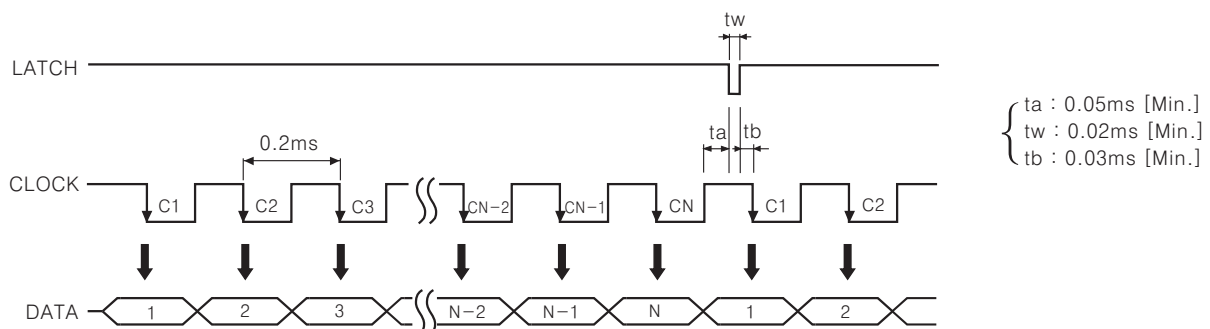 tw
LATCH
ta : 0.05ms [Min.]
tw : 0.02ms [Min.]
tb : 0.03ms [Min.]
ta tb
0.2ms
CLOCK C1 C2 C3 CN-2 CN-1 CN C1 C2
DATA 1 2 3 N-2 N-1 N 1 2